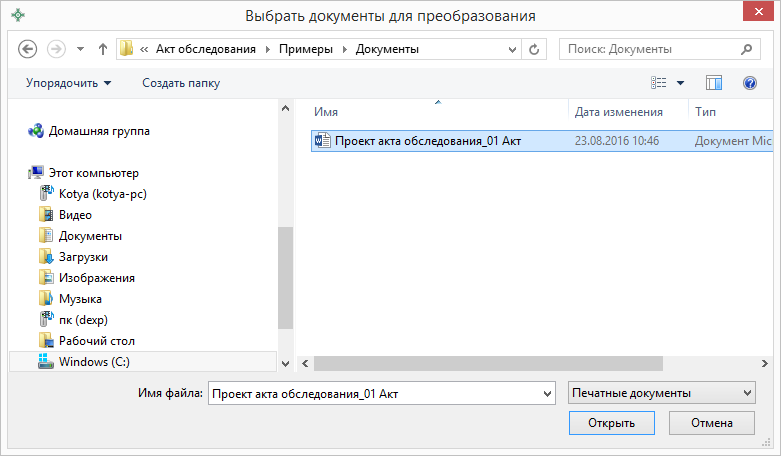 Выбрать документы для преобразования
« Акт обследования Примеры Документы
Поиск: Документы
Упорядочить Создать папку
Имя Дата изменения Тип
Домашняя группа
Проект акта обследования_01 Акт 23.08.2016 10:46 Документ Mic
Этот компьютер
Kotya (kotya-pc)
Видео
Документы
Загрузки
Изображения
Музыка
пк (dexp)
Рабочий стол
Windows (C:)
Имя файла: Проект акта обследования_01 Акт Печатные документы
Открыть Отмена